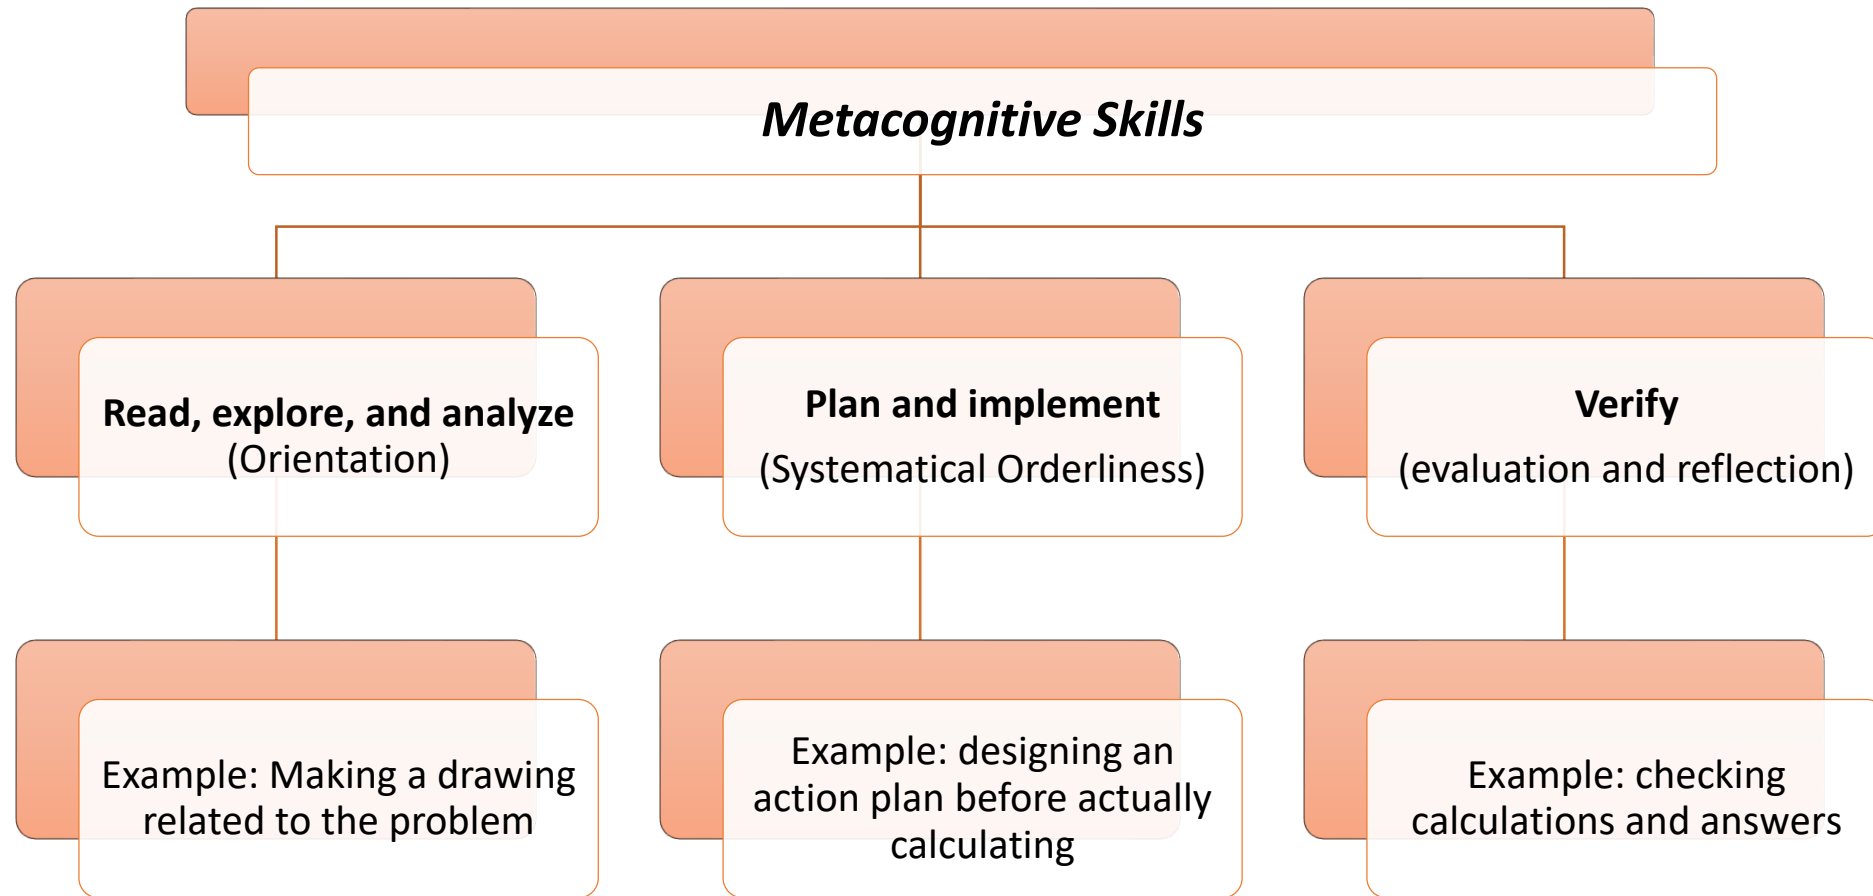 Metacognitive Skills
Read, explore, and analyze
(Orientation)
Plan and implement
(Systematical Orderliness)
Verify
(evaluation and reflection)
Example: Making a drawing
related to the problem
Example: designing an
action plan before actually
calculating
Example: checking
calculations and answers